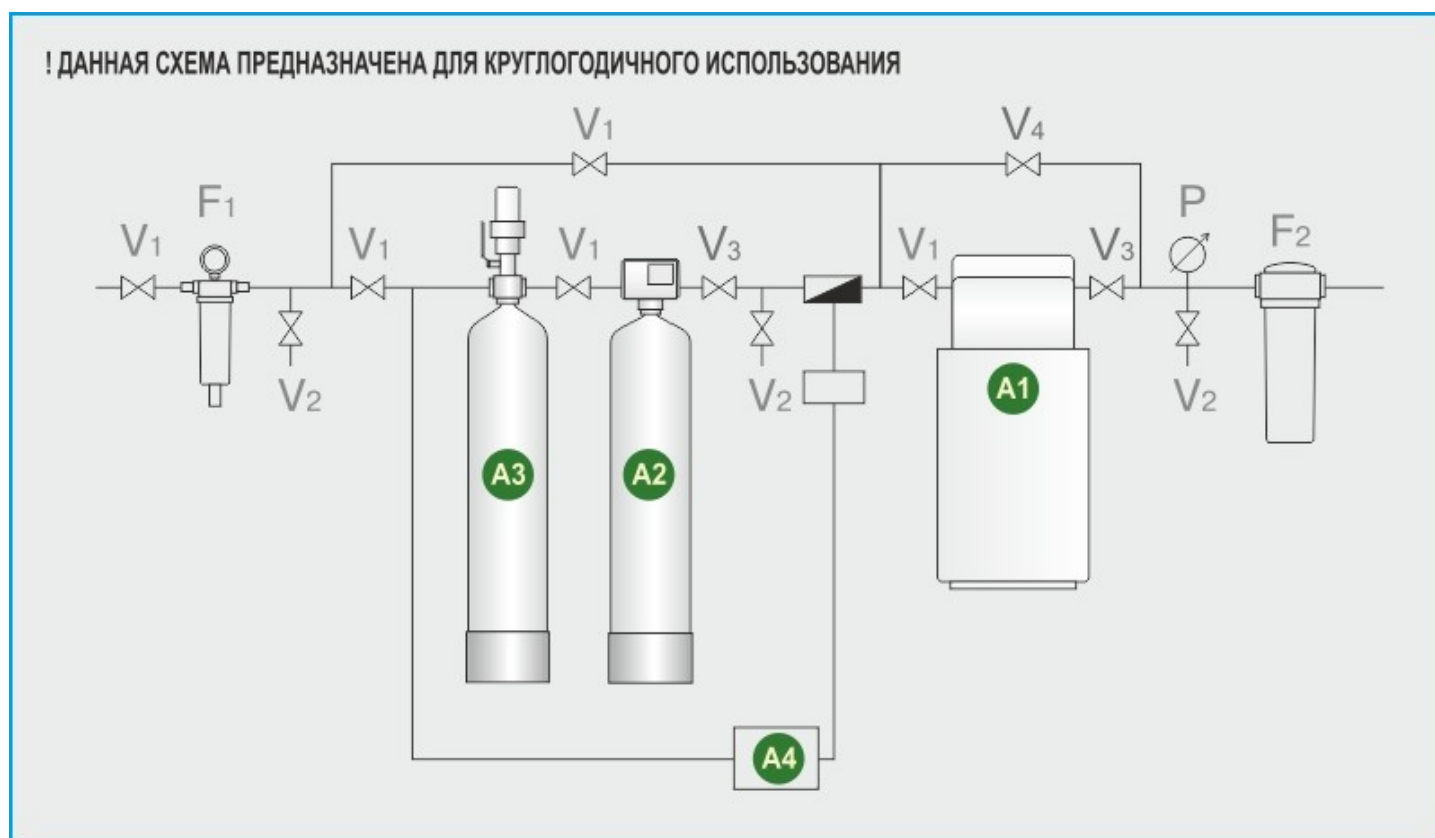 ! ДАННАЯ СХЕМА ПРЕДНАЗНАЧЕНА ДЛЯ КРУГЛОГОДИЧНОГО ИСПОЛЬЗОВАНИЯ
V1 V4
F1 P F2
V1 V1 V1 V3 V1 V3
V2 V2 A1 V2
A3 A2
A4